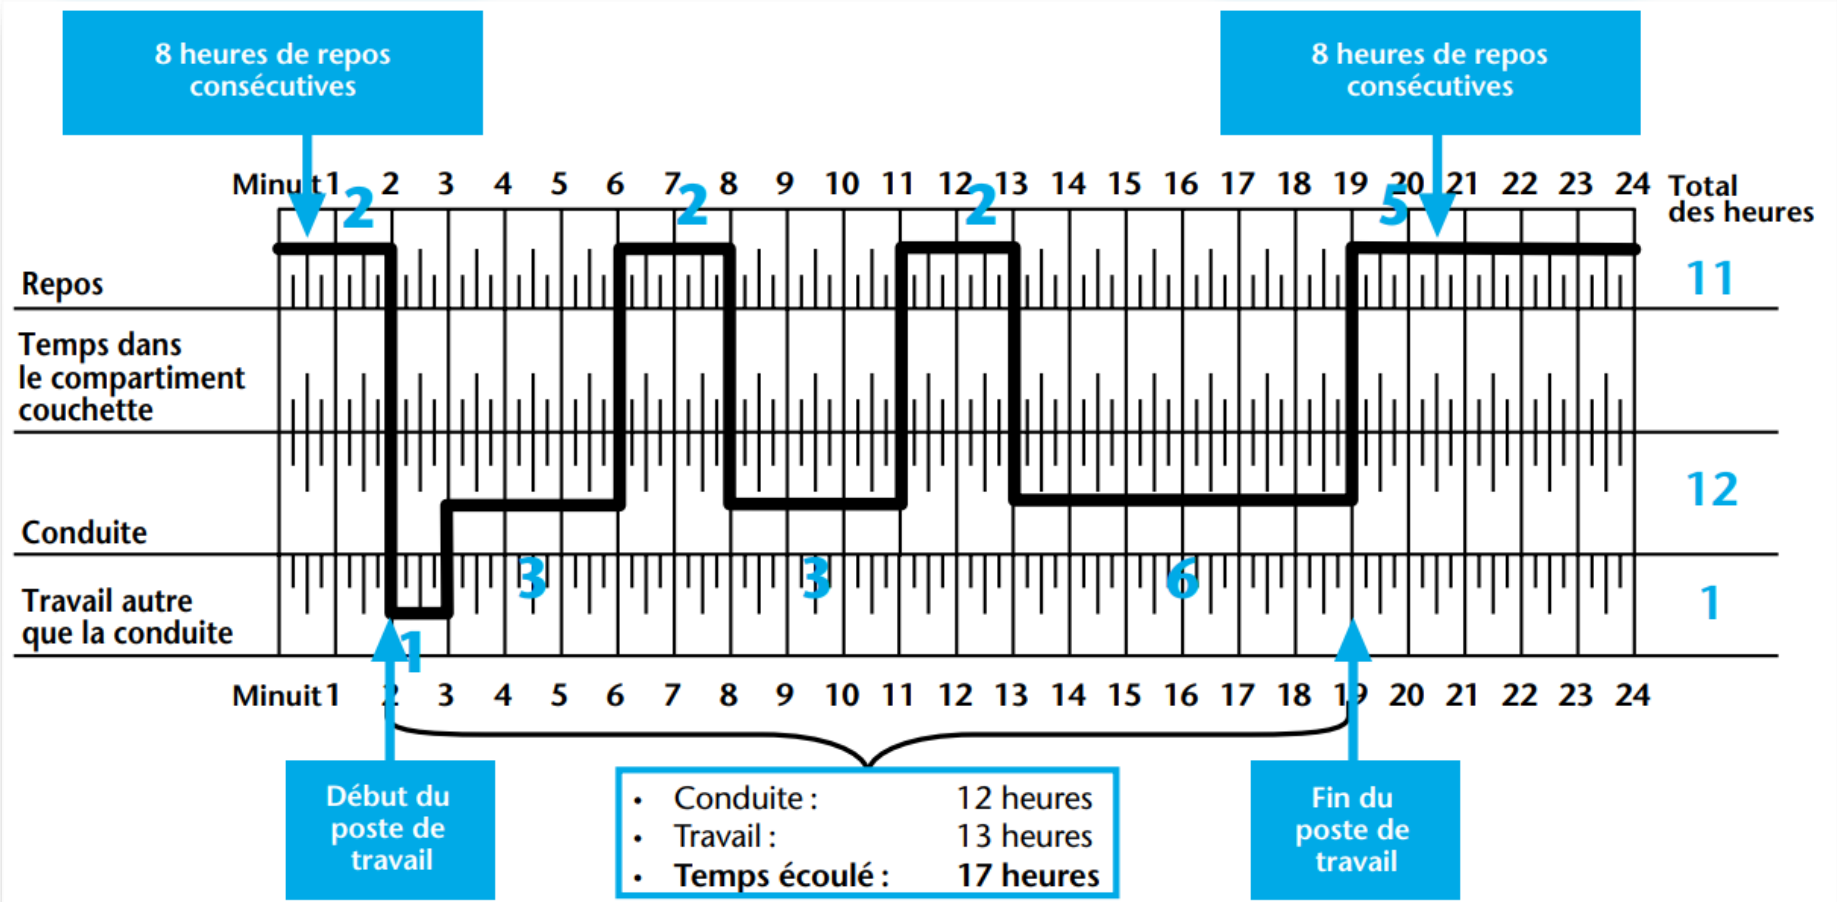 8 heures de repos
consécutives
8 heures de repos
consécutives
Minuit 1 2 3 4 5 6 7 8 9 10 11 12 13 14 15 16 17 18 19 20 21 22 23 24
Total
des heures
2 2 2 5
Repos
11
Temps dans
le compartiment
couchette
12
Conduite
3 3 6
Travail autre
que la conduite
1
1
Minuit 1 2 3 4 5 6 7 8 9 10 11 12 13 14 15 16 17 18 19 20 21 22 23 24
Début du
poste de
travail
• Conduite : 12 heures
• Travail : 13 heures
• Temps écoulé : 17 heures
Fin du
poste de
travail